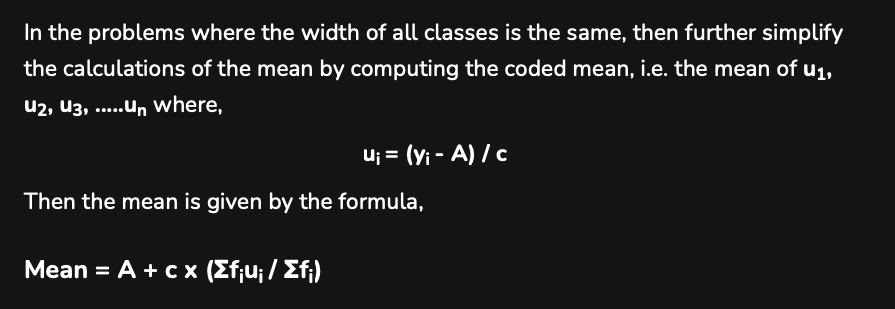 In the problems where the width of all classes is the same, then further simplify
the calculations of the mean by computing the coded mean, i.e. the mean of u₁,
u₂, u₃, .....uₙ where,
uᵢ = (yᵢ - A) / c
Then the mean is given by the formula,
Mean = A + c x (Σfᵢuᵢ / Σfᵢ)